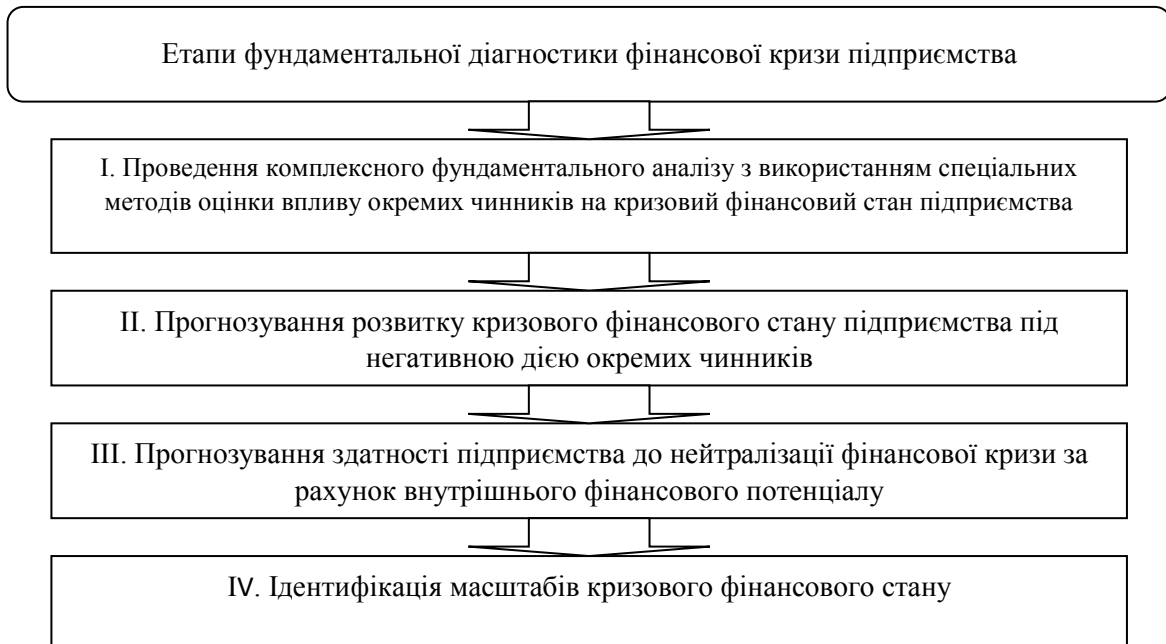 Етапи фундаментальної діагностики фінансової кризи підприємства
І. Проведення комплексного фундаментального аналізу з використанням спеціальних
методів оцінки впливу окремих чинників на кризовий фінансовий стан підприємства
ІІ. Прогнозування розвитку кризового фінансового стану підприємства під
негативною дією окремих чинників
ІІІ. Прогнозування здатності підприємства до нейтралізації фінансової кризи за
рахунок внутрішнього фінансового потенціалу
IV. Ідентифікація масштабів кризового фінансового стану